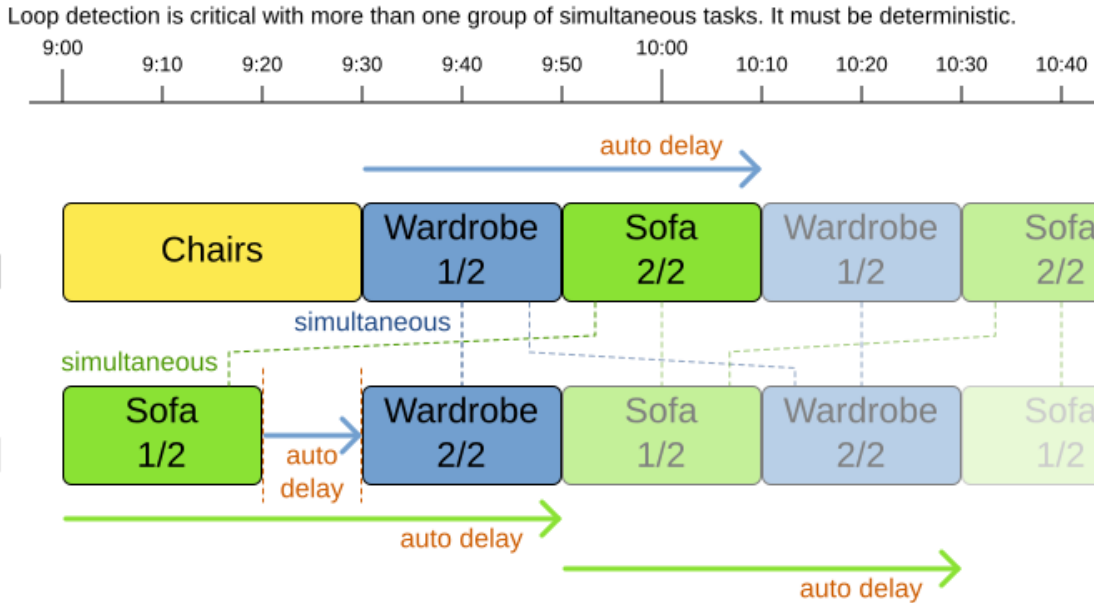 Loop detection is critical with more than one group of simultaneous tasks. It must be deterministic.
9:00
9:10
9:20
9:30
9:40
9:50
10:00
10:10
10:20
10:30
10:40
auto delay
Chairs
Wardrobe
1/2
Sofa
2/2
Wardrobe
1/2
Sofa
2/2
simultaneous
simultaneous
Sofa
1/2
auto
delay
Wardrobe
2/2
Sofa
1/2
Wardrobe
2/2
Sofa
1/2
auto delay
auto delay